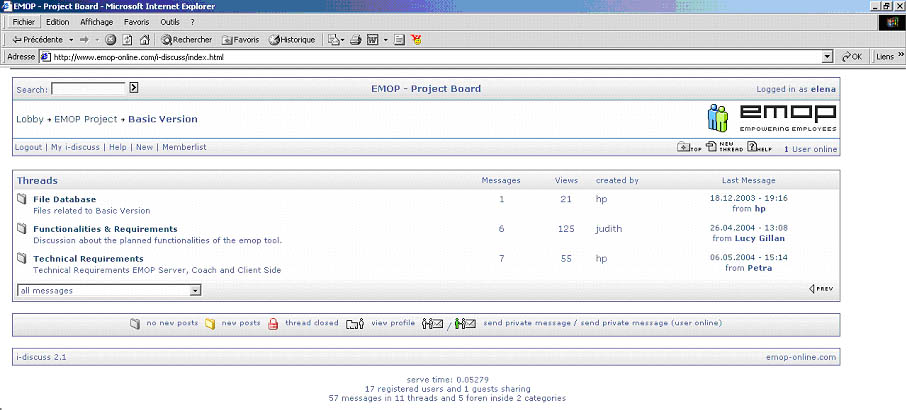 EMOP - Project Board - Microsoft Internet Explorer
Fichier Edition Affichage Favoris Outils ?
Précédente Rechercher Favoris Historique
Adresse http://www.emop-online.com/i-discuss/index.html OK Liens »
Search: EMOP - Project Board Logged in as elena
Lobby EMOP Project Basic Version emop
EMPOWERING EMPLOYEES
Logout | My i-discuss | Help | New | Memberlist TOP NEW THREAD HELP 1 User online
Threads Messages Views created by Last Message
File Database 1 21 hp 18.12.2003 - 19:16
Files related to Basic Version from hp
Functionalities & Requirements 6 125 judith 26.04.2004 - 13:08
Discussion about the planned functionalities of the emop tool. from Lucy Gillan
Technical Requirements 7 55 hp 06.05.2004 - 15:14
Technical Requirements EMOP Server, Coach and Client Side from Petra
all messages PREV
no new posts new posts thread closed view profile / send private message / send private message (user online)
i-discuss 2.1 emop-online.com
serve time: 0.05279
17 registered users and 1 guests sharing
57 messages in 11 threads and 5 foren inside 2 categories